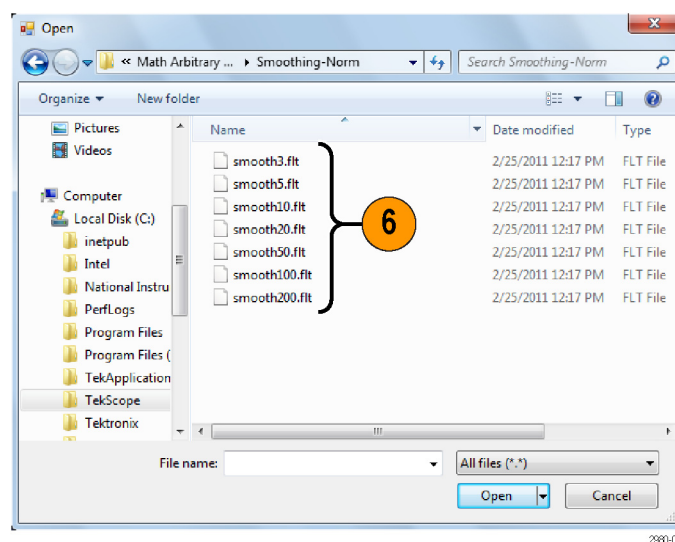 Open
« Math Arbitrary ... ▸ Smoothing-Norm
Search Smoothing-Norm
Organize ▾ New folder
Name Date modified Type
Pictures
Videos
Computer
Local Disk (C:)
inetpub
Intel
National Instru
PerfLogs
Program Files
Program Files (
TekApplication
TekScope
Tektronix
smooth3.flt 2/25/2011 12:17 PM FLT File
smooth5.flt 2/25/2011 12:17 PM FLT File
smooth10.flt 2/25/2011 12:17 PM FLT File
smooth20.flt 2/25/2011 12:17 PM FLT File
smooth50.flt 2/25/2011 12:17 PM FLT File
smooth100.flt 2/25/2011 12:17 PM FLT File
smooth200.flt 2/25/2011 12:17 PM FLT File
6
File name:
All files (*.*)
Open Cancel